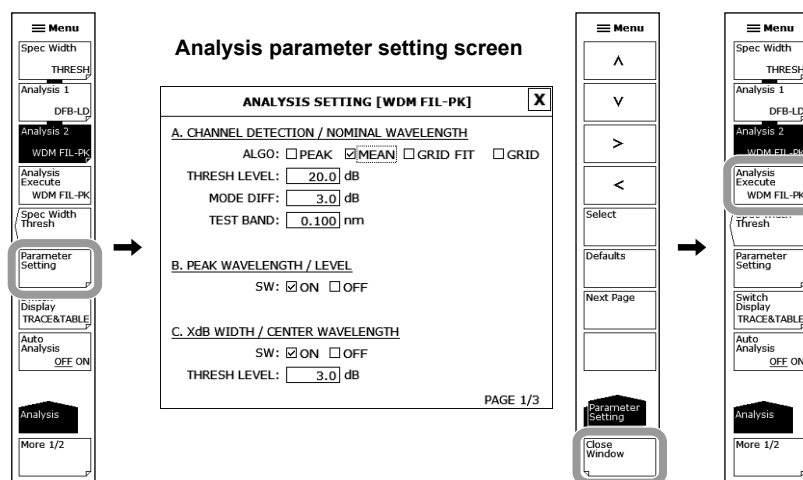 Menu
Spec Width
THRESH
Analysis 1
DFB-LD
Analysis 2
WDM FIL-PK
Analysis
Execute
WDM FIL-PK
Spec Width
Thresh
Parameter
Setting
Display
TRACE&TABLE
Auto
Analysis
OFF ON
Analysis
More 1/2
Analysis parameter setting screen
ANALYSIS SETTING [WDM FIL-PK]
X
A. CHANNEL DETECTION / NOMINAL WAVELENGTH
ALGO: PEAK MEAN GRID FIT GRID
THRESH LEVEL: 20.0 dB
MODE DIFF: 3.0 dB
TEST BAND: 0.100 nm
B. PEAK WAVELENGTH / LEVEL
SW: ON OFF
C. XdB WIDTH / CENTER WAVELENGTH
SW: ON OFF
THRESH LEVEL: 3.0 dB
PAGE 1/3
Menu
Select
Defaults
Next Page
Parameter
Setting
Close
Window
Menu
Spec Width
THRESH
Analysis 1
DFB-LD
Analysis 2
WDM FIL-PK
Analysis
Execute
WDM FIL-PK
Thresh
Parameter
Setting
Switch
Display
TRACE&TABLE
Auto
Analysis
OFF ON
Analysis
More 1/2